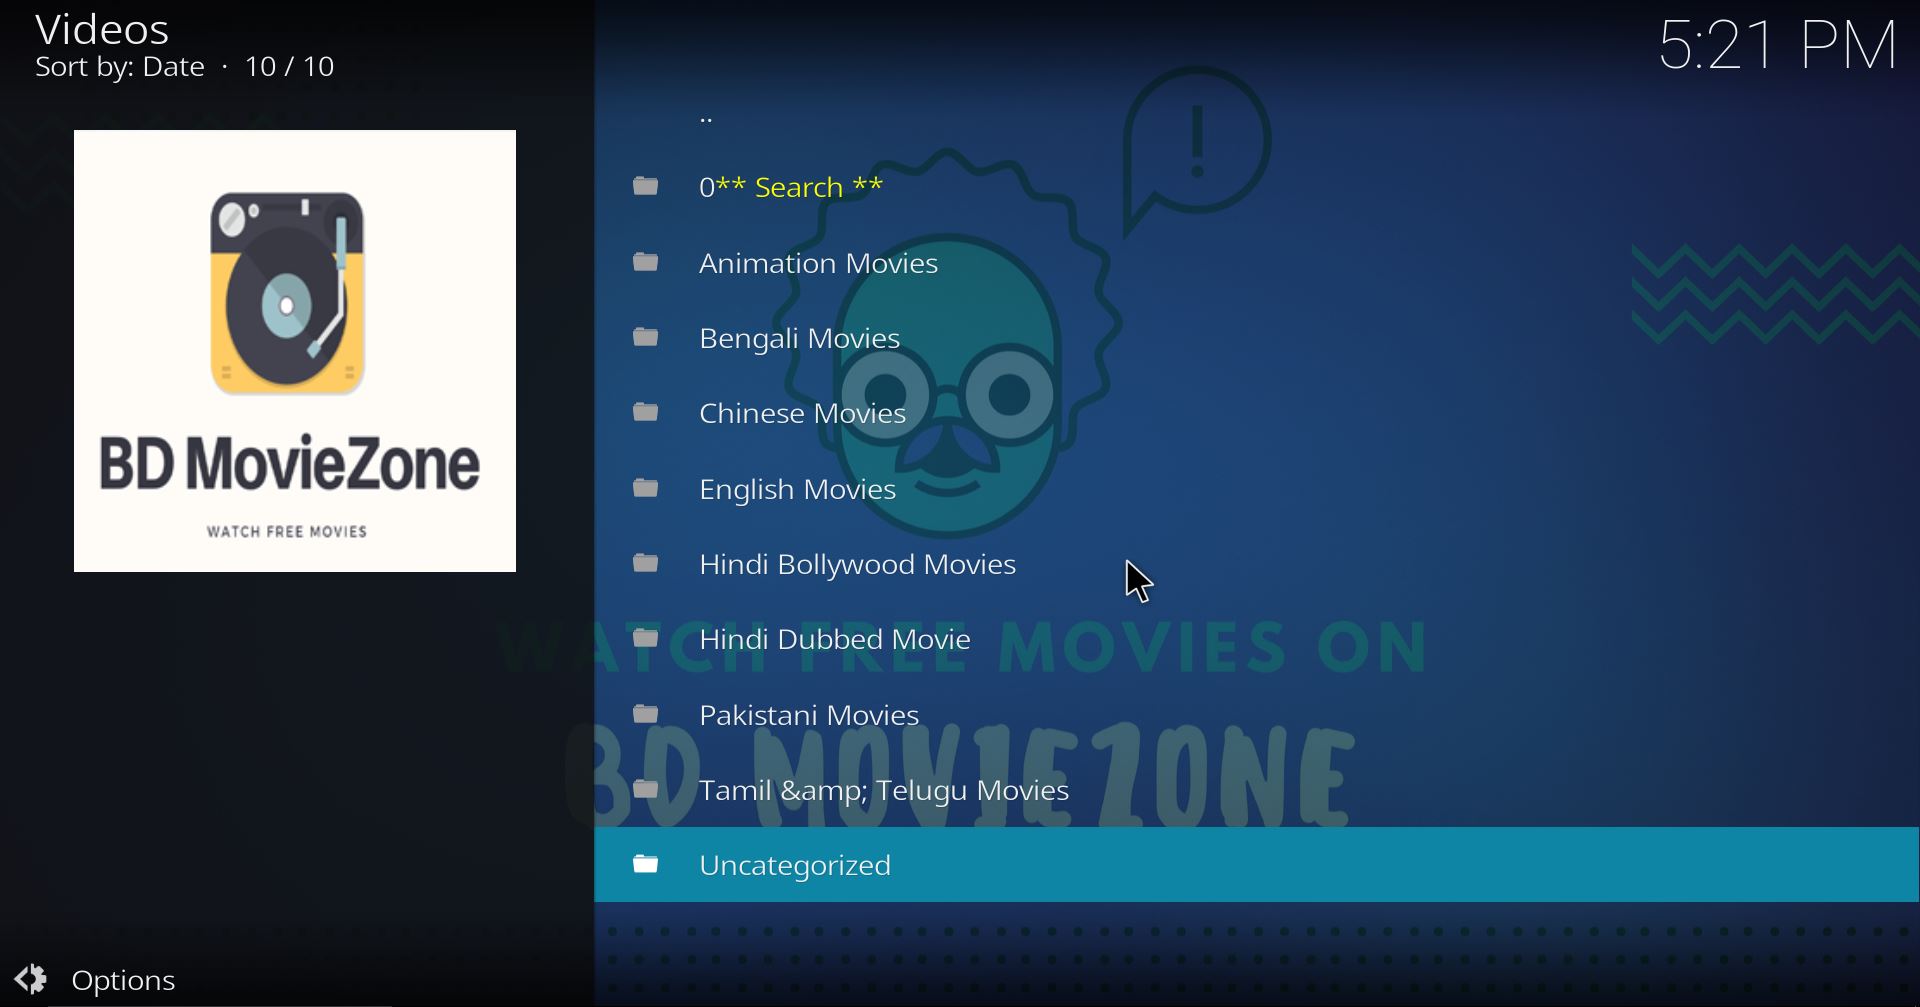 Videos
Sort by: Date · 10 / 10
5:21 PM
BD MovieZone
WATCH FREE MOVIES
..
0** Search **
Animation Movies
Bengali Movies
Chinese Movies
English Movies
Hindi Bollywood Movies
Hindi Dubbed Movie
Pakistani Movies
Tamil &amp; Telugu Movies
Uncategorized
!
WATCH FREE MOVIES ON
BD MOVIEZONE
Options